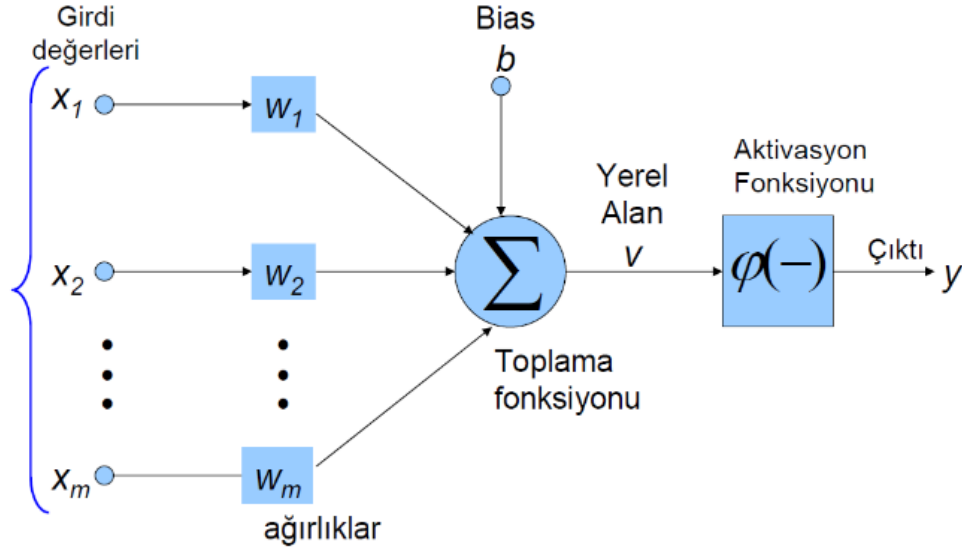 Girdi
değerleri
x1
w1
Bias
b
x2
w2
∑
Yerel
Alan
v
Aktivasyon
Fonksiyonu
φ(−)
Çıktı
y
Toplama
fonksiyonu
xm
wm
ağırlıklar